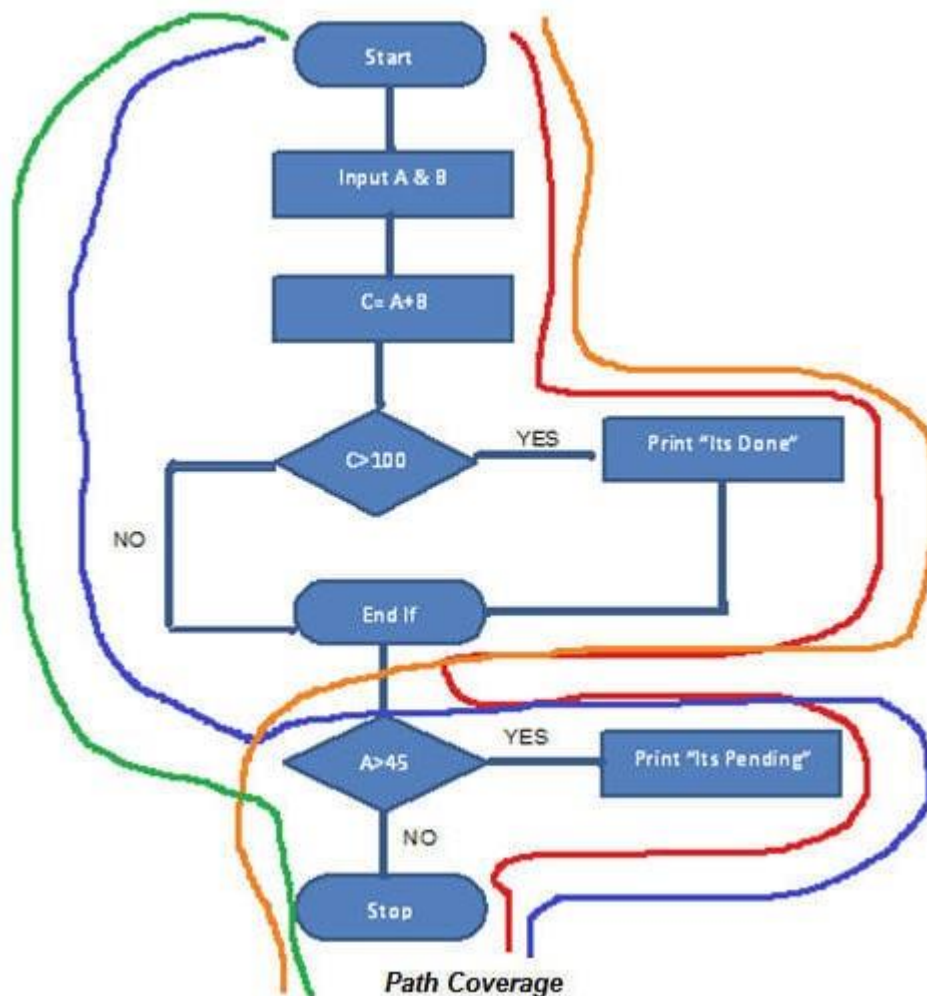 Start
Input A & B
C= A+B
C>100
YES
Print "Its Done"
NO
End If
A>45
YES
Print "Its Pending"
NO
Stop
Path Coverage